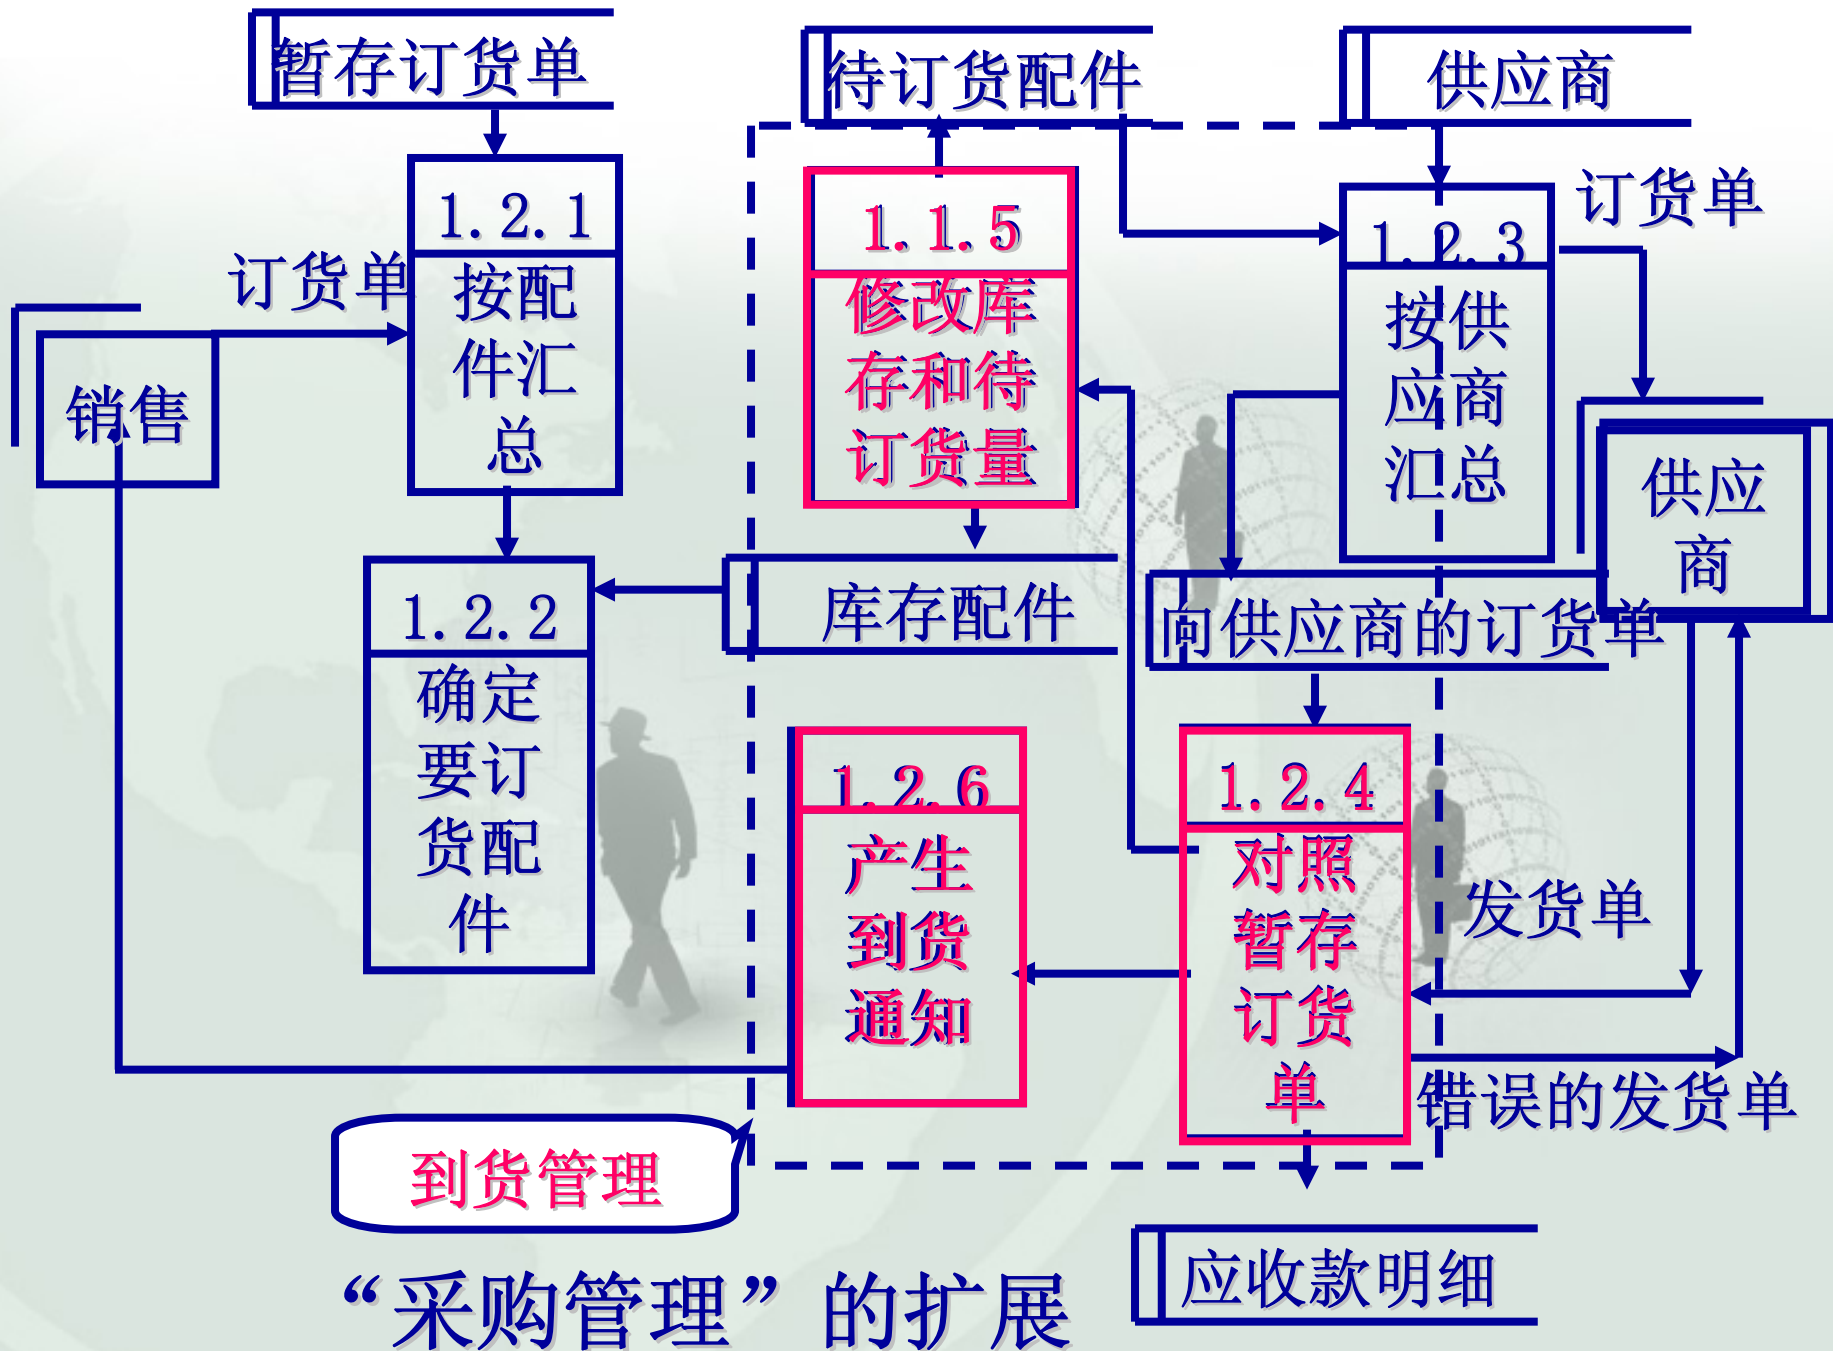 暂存订货单
待订货配件
供应商
1.2.1
按配
件汇
总
订货单
销售
1.1.5
修改库
存和待
订货量
1.2.3
按供
应商
汇总
订货单
供应
商
1.2.2
确定
要订
货配
件
库存配件
向供应商的订货单
1.2.6
产生
到货
通知
1.2.4
对照
暂存
订货
单
发货单
错误的发货单
到货管理
应收款明细
“采购管理”的扩展